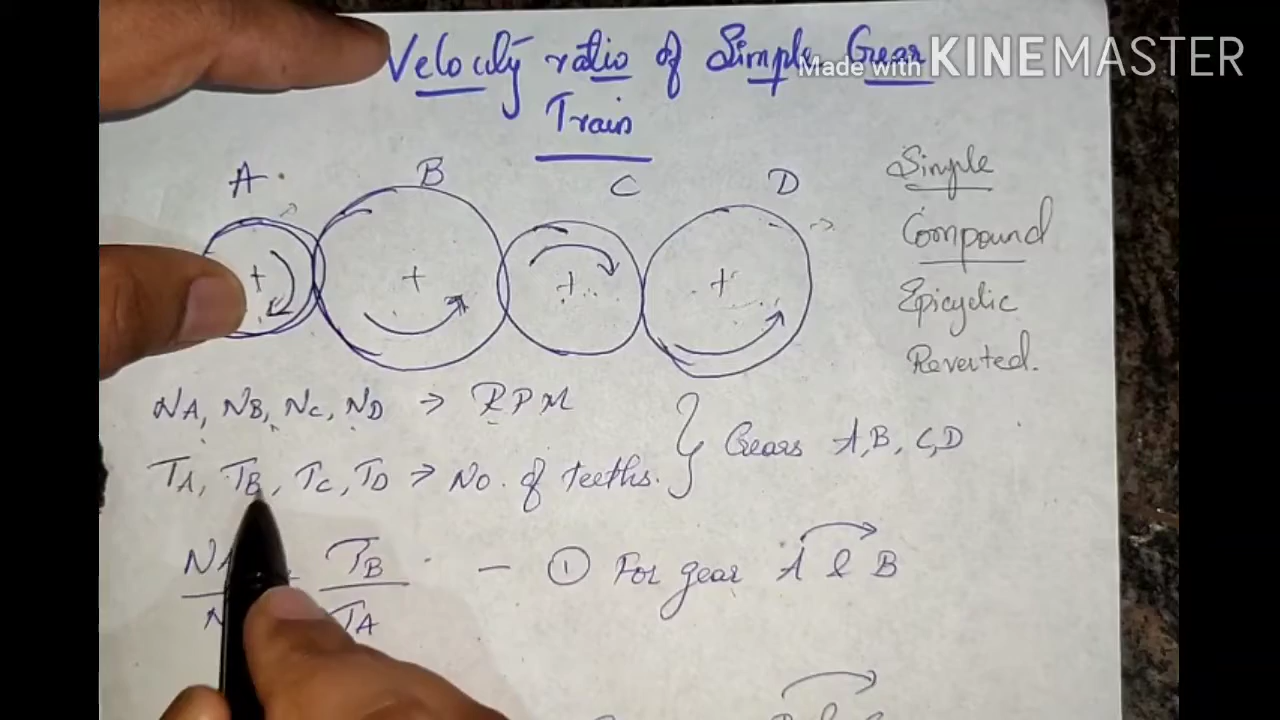 Velocity ratio of Simple Gear
Made with KINEMASTER
Train
A B C D
Simple
Compound
Epicyclic
Reverted.
NA, NB, NC, ND → RPM
TA, TB, TC, TD → No. of teeths. } Gears A, B, C, D
NA TB — ① For gear A & B
N TA